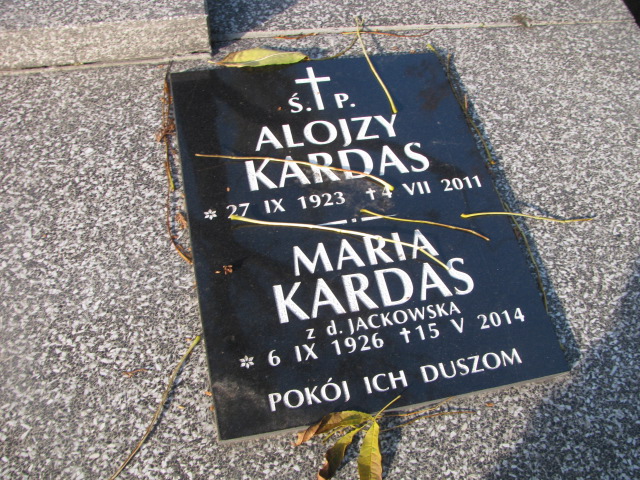 Ś. P.
ALOJZY
KARDAS
* 27 IX 1923 † 4 VII 2011
MARIA
KARDAS
z d. JACKOWSKA
* 6 IX 1926 † 15 V 2014
POKÓJ ICH DUSZOM